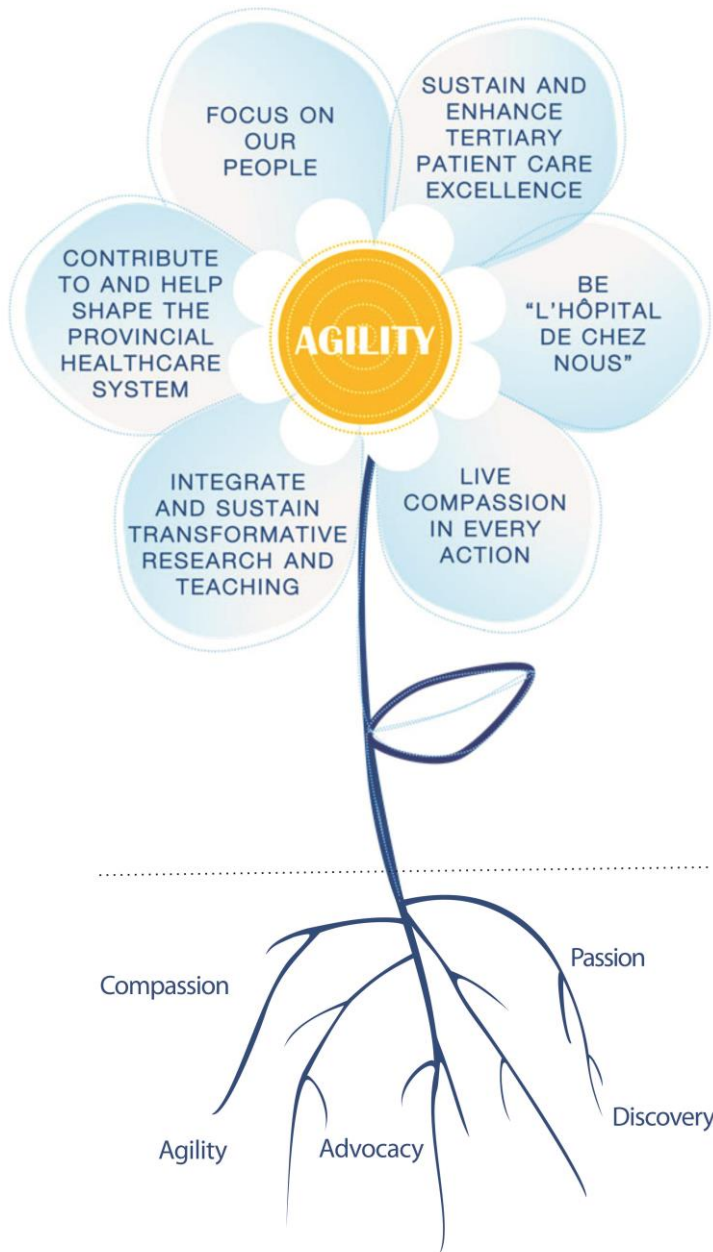 FOCUS ON
OUR
PEOPLE
SUSTAIN AND
ENHANCE
TERTIARY
PATIENT CARE
EXCELLENCE
CONTRIBUTE
TO AND HELP
SHAPE THE
PROVINCIAL
HEALTHCARE
SYSTEM
AGILITY
BE
“L’HÔPITAL
DE CHEZ
NOUS”
INTEGRATE
AND SUSTAIN
TRANSFORMATIVE
RESEARCH AND
TEACHING
LIVE
COMPASSION
IN EVERY
ACTION
Compassion
Passion
Agility
Advocacy
Discovery